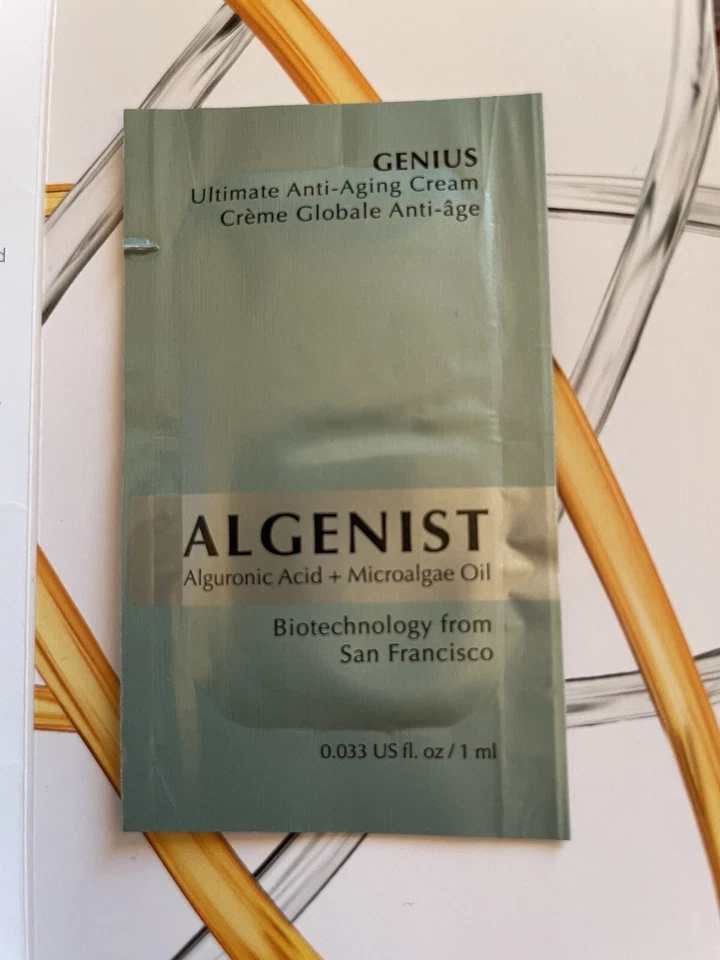 GENIUS
Ultimate Anti-Aging Cream
Crème Globale Anti-âge
ALGENIST
Alguronic Acid + Microalgae Oil
Biotechnology from
San Francisco
0.033 US fl. oz / 1 ml